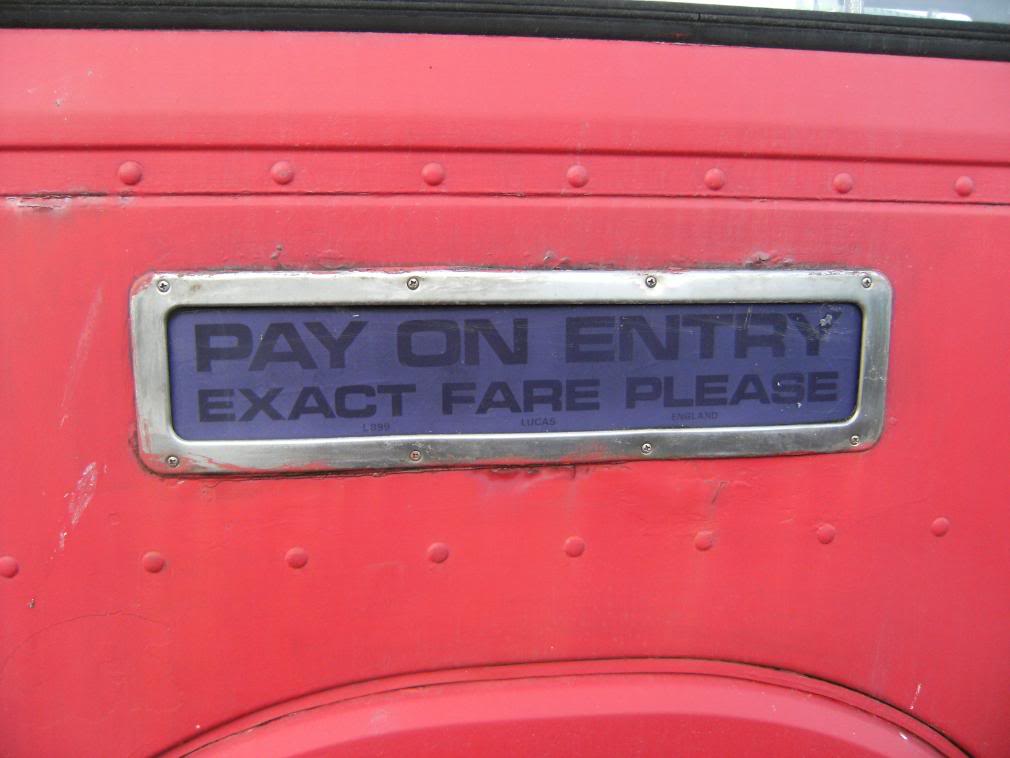 PAY ON ENTRY
EXACT FARE PLEASE
L899 LUCAS ENGLAND